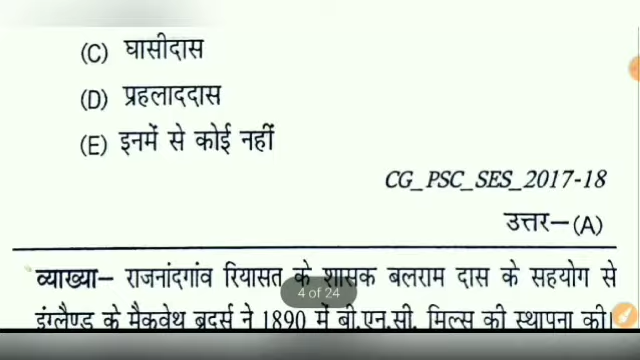 (C) घासीदास
(D) प्रहलाददास
(E) इनमें से कोई नहीं
CG_PSC_SES_2017-18
उत्तर–(A)
व्याख्या– राजनांदगांव रियासत के शासक बलराम दास के सहयोग से
4 of 24
इंग्लैण्ड के मैकवेथ ब्रदर्स ने 1890 में बी.एन.सी. मिल्स की स्थापना की।